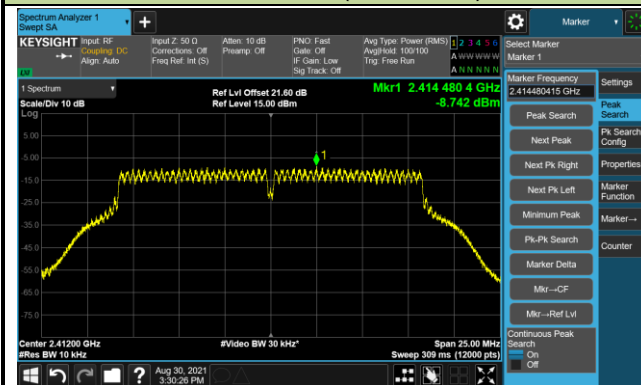 Spectrum Analyzer 1
Swept SA
Marker
KEYSIGHT
Input: RF
Coupling: DC
Align: Auto
Input Z: 50 Ω
Corrections: Off
Freq Ref: Int (S)
Atten: 10 dB
Preamp: Off
PNO: Fast
Gate: Off
IF Gain: Low
Sig Track: Off
Avg Type: Power (RMS)
Avg|Hold: 100/100
Trig: Free Run
1 2 3 4 5 6
A W W W W W
A N N N N N
LXI
Select Marker
Marker 1
1 Spectrum
Scale/Div 10 dB
Log
Ref Lvl Offset 21.60 dB
Ref Level 15.00 dBm
Mkr1 2.414 480 4 GHz
-8.742 dBm
1
5.00
-5.00
-15.0
-25.0
-35.0
-45.0
-55.0
-65.0
-75.0
Center 2.41200 GHz
#Res BW 10 kHz
#Video BW 30 kHz*
Span 25.00 MHz
Sweep 309 ms (12000 pts)
Marker Frequency
2.414480415 GHz
Peak Search
Next Peak
Next Pk Right
Next Pk Left
Minimum Peak
Pk-Pk Search
Marker Delta
Mkr→CF
Mkr→Ref Lvl
Continuous Peak
Search
On
Off
Settings
Peak
Search
Pk Search
Config
Properties
Marker
Function
Marker→
Counter
Aug 30, 2021
3:30:26 PM